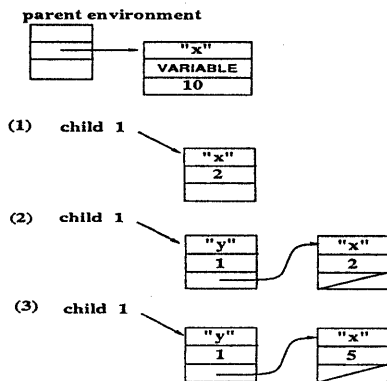 parent environment
"x"
VARIABLE
10
(1) child 1
"x"
2
(2) child 1
"y" "x"
1 2
(3) child 1
"y" "x"
1 5